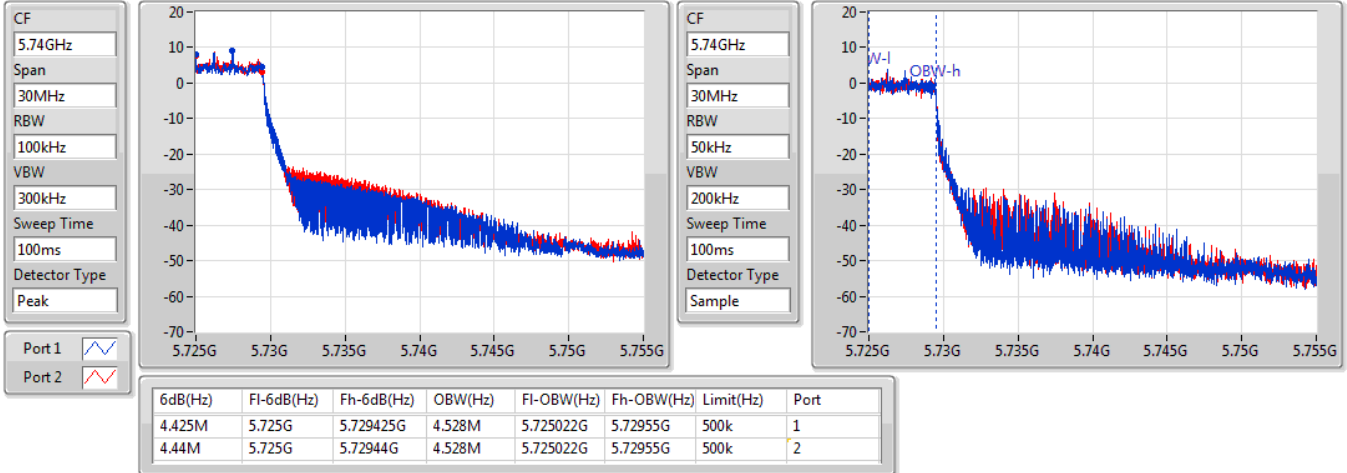 CF
5.74GHz
Span
30MHz
RBW
100kHz
VBW
300kHz
Sweep Time
100ms
Detector Type
Peak
Port 1
Port 2
20
10
0
-10
-20
-30
-40
-50
-60
-70
5.725G 5.73G 5.735G 5.74G 5.745G 5.75G 5.755G
CF
5.74GHz
Span
30MHz
RBW
50kHz
VBW
200kHz
Sweep Time
100ms
Detector Type
Sample
20
10
0
-10
-20
-30
-40
-50
-60
-70
W-l
OBW-h
5.725G 5.73G 5.735G 5.74G 5.745G 5.75G 5.755G
6dB(Hz) Fl-6dB(Hz) Fh-6dB(Hz) OBW(Hz) Fl-OBW(Hz) Fh-OBW(Hz) Limit(Hz) Port
4.425M 5.725G 5.729425G 4.528M 5.725022G 5.72955G 500k 1
4.44M 5.725G 5.72944G 4.528M 5.725022G 5.72955G 500k 2